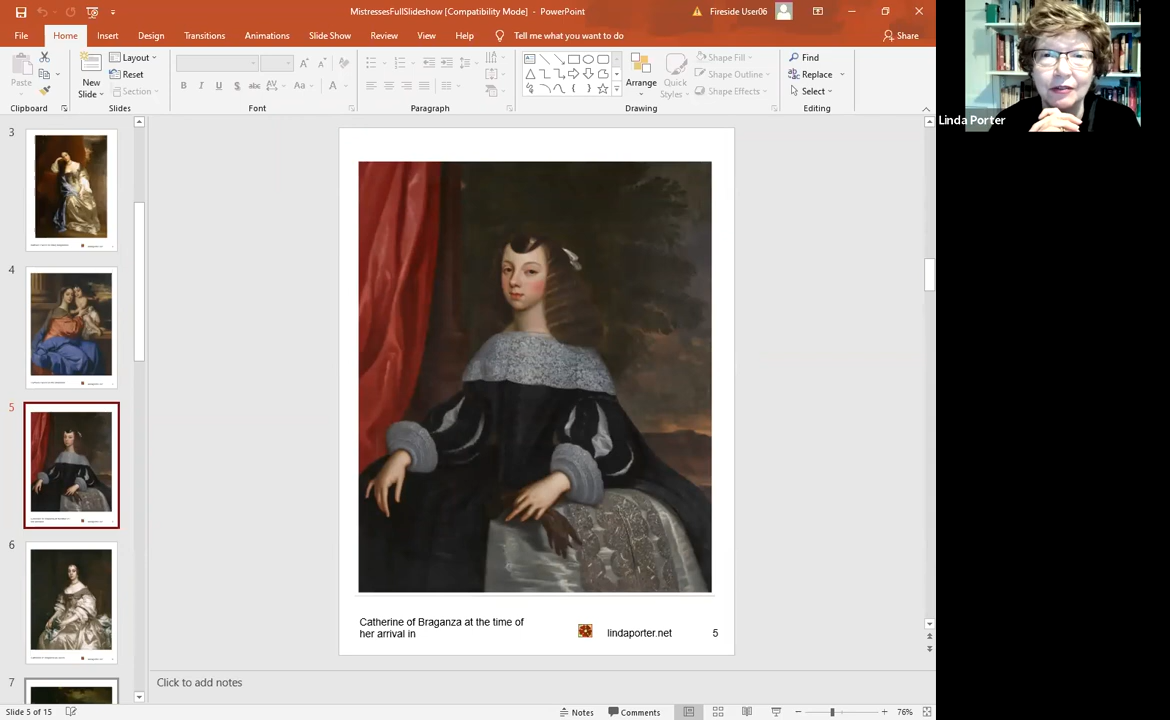 MistressesFullSlideshow [Compatibility Mode] - PowerPoint
Fireside User06
File Home Insert Design Transitions Animations Slide Show Review View Help Tell me what you want to do Share
Paste
New
Slide
Layout
Reset
Section
B I U S abc AV Aa A
Arrange
Quick
Styles
Shape Fill
Shape Outline
Shape Effects
Find
Replace
Select
Clipboard Slides Font Paragraph Drawing Editing
Linda Porter
3
4
5
6
7
Catherine of Braganza at the time of
her arrival in
lindaporter.net
5
Click to add notes
Slide 5 of 15
Notes
Comments
76%